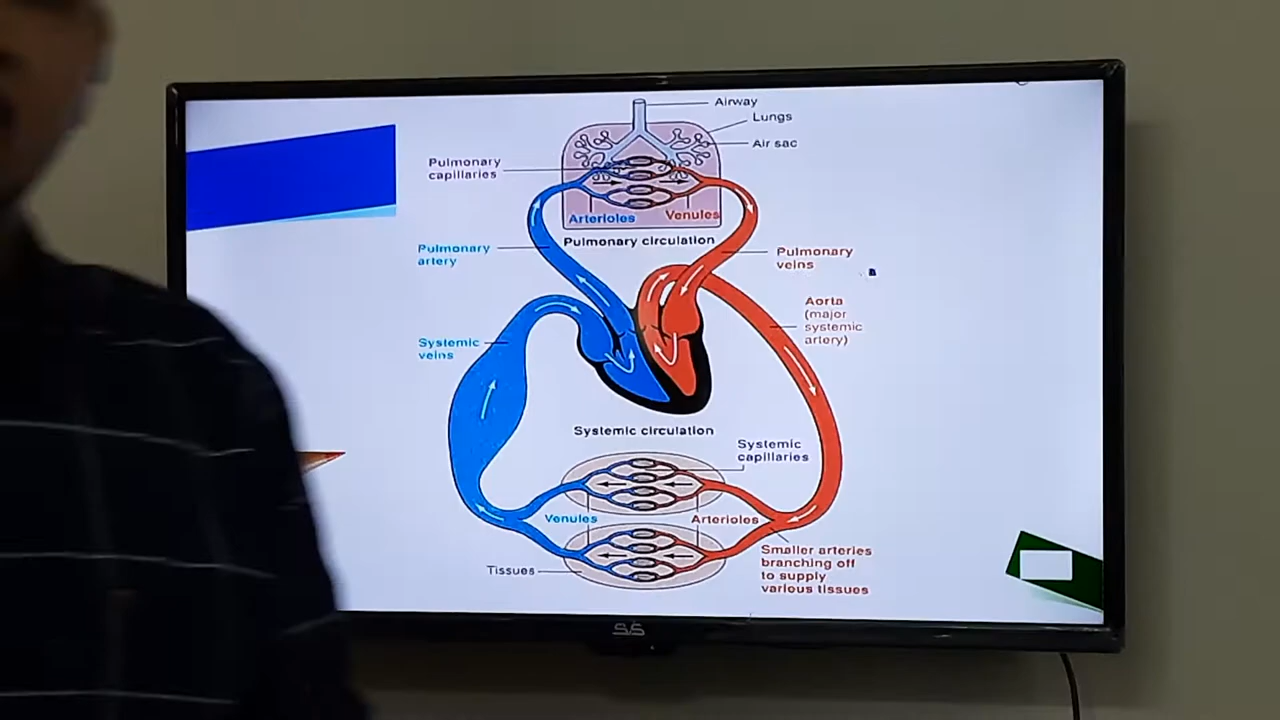 Airway
Lungs
Air sac
Pulmonary
capillaries
Arterioles
Venules
Pulmonary circulation
Pulmonary
artery
Pulmonary
veins
Aorta
(major
systemic
artery)
Systemic
veins
Systemic circulation
Systemic
capillaries
Venules
Arterioles
Tissues
Smaller arteries
branching off
to supply
various tissues